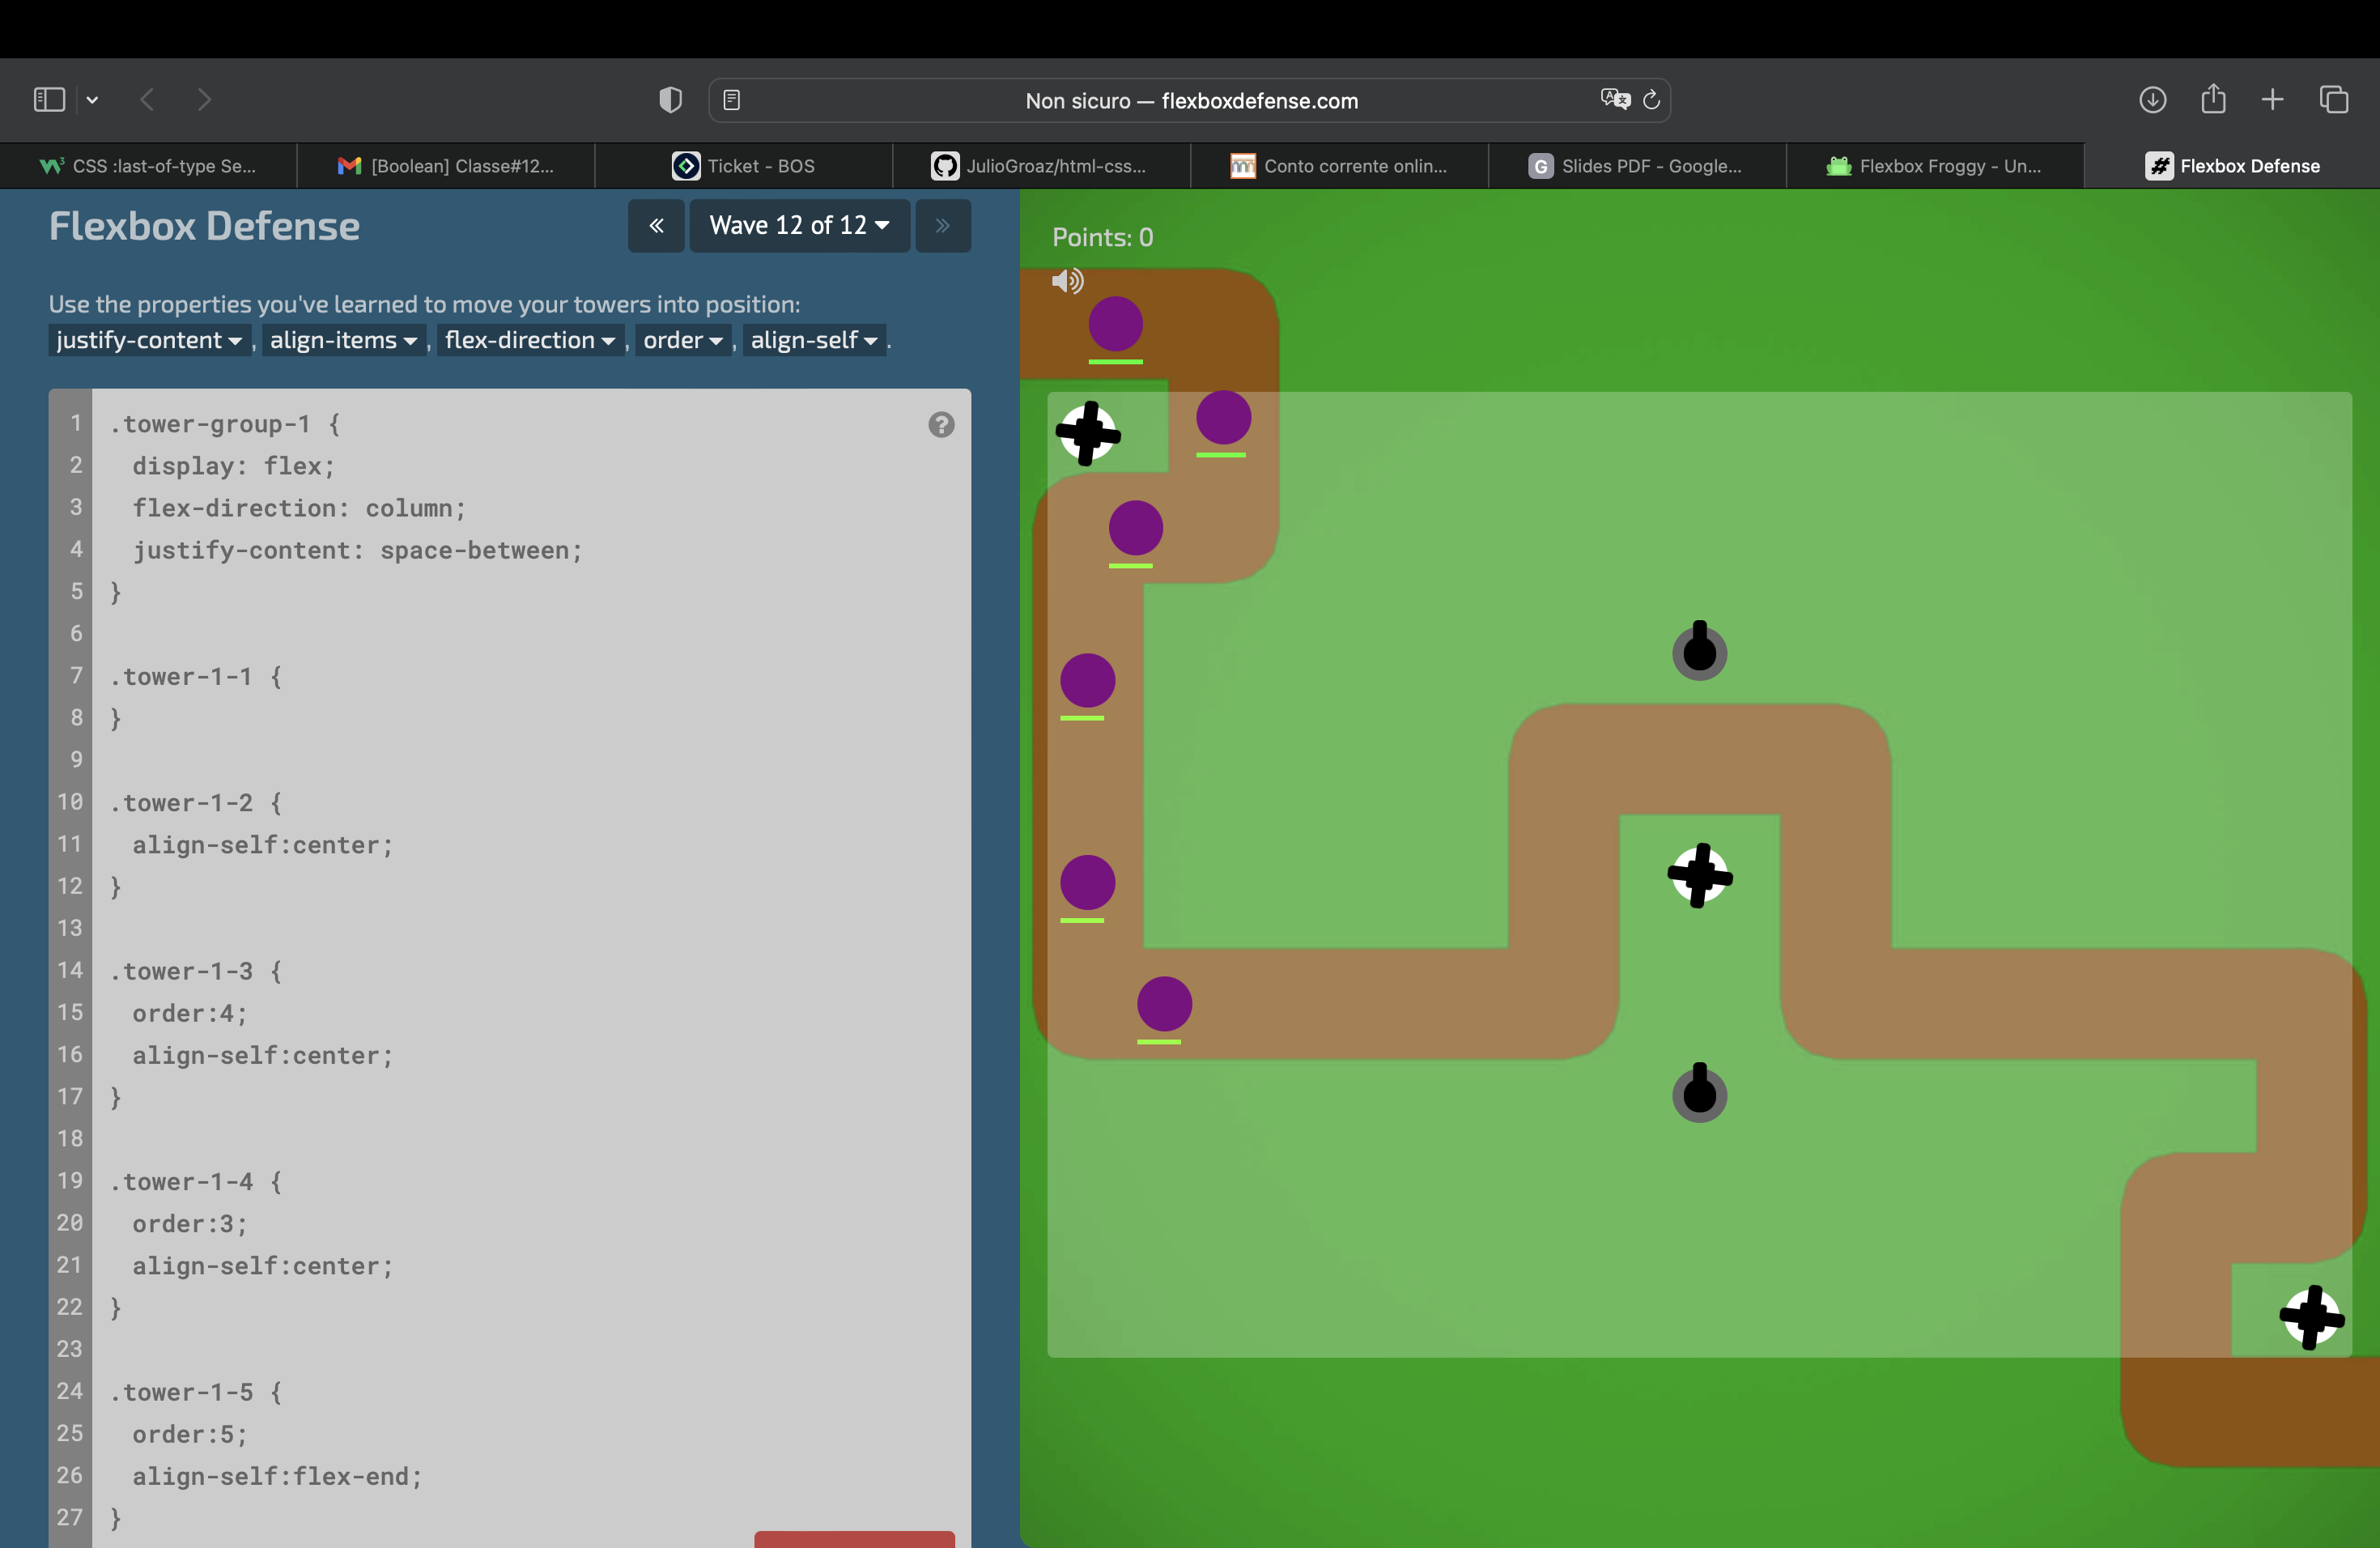 Non sicuro — flexboxdefense.com
CSS :last-of-type Se...
[Boolean] Classe#12...
Ticket - BOS
JulioGroaz/html-css...
Conto corrente onlin...
G Slides PDF - Google...
Flexbox Froggy - Un...
# Flexbox Defense
Flexbox Defense
« Wave 12 of 12 »
Use the properties you've learned to move your towers into position:
justify-content , align-items , flex-direction , order , align-self .
1 .tower-group-1 {
?
2 display: flex;
3 flex-direction: column;
4 justify-content: space-between;
5 }
6
7 .tower-1-1 {
8 }
9
10 .tower-1-2 {
11 align-self:center;
12 }
13
14 .tower-1-3 {
15 order:4;
16 align-self:center;
17 }
18
19 .tower-1-4 {
20 order:3;
21 align-self:center;
22 }
23
24 .tower-1-5 {
25 order:5;
26 align-self:flex-end;
27 }
Points: 0